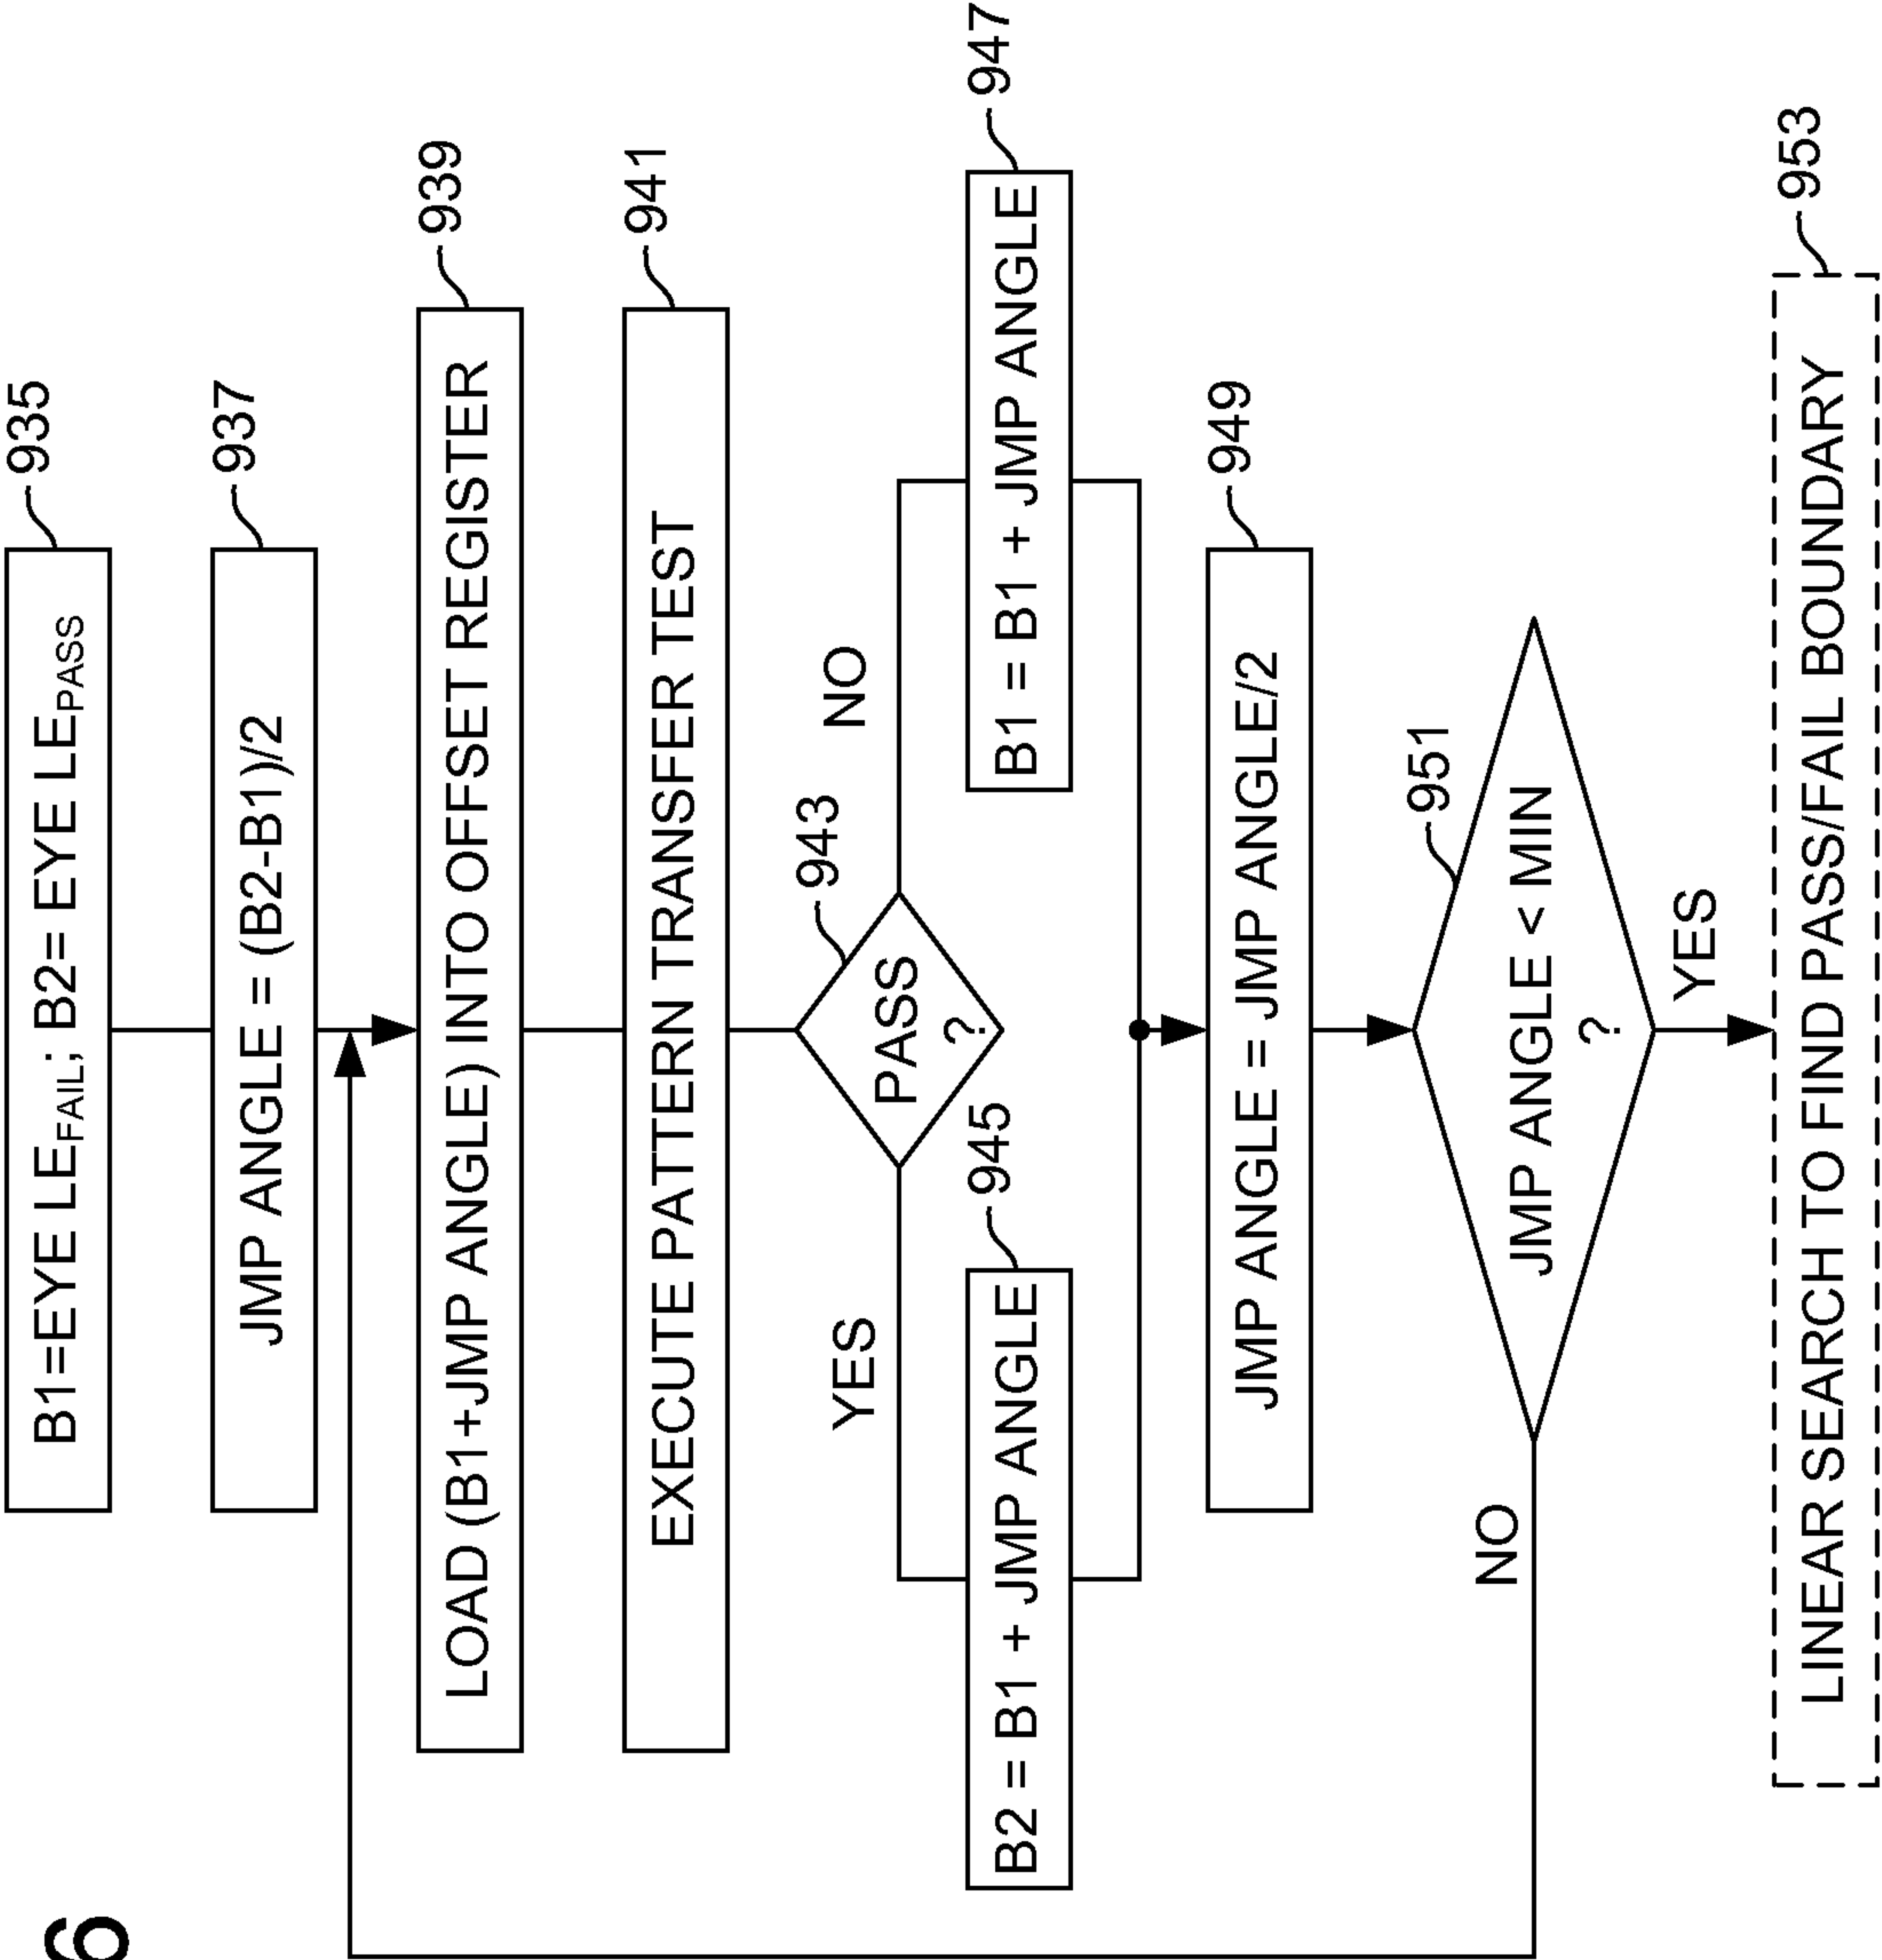 B1=EYE LE_FAIL; B2= EYE LE_PASS
935
JMP ANGLE = (B2-B1)/2
937
LOAD (B1+JMP ANGLE) INTO OFFSET REGISTER
939
EXECUTE PATTERN TRANSFER TEST
941
PASS
?
943
YES
NO
B2 = B1 + JMP ANGLE
945
B1 = B1 + JMP ANGLE
947
JMP ANGLE = JMP ANGLE/2
949
JMP ANGLE < MIN
?
951
NO
YES
LINEAR SEARCH TO FIND PASS/FAIL BOUNDARY
953